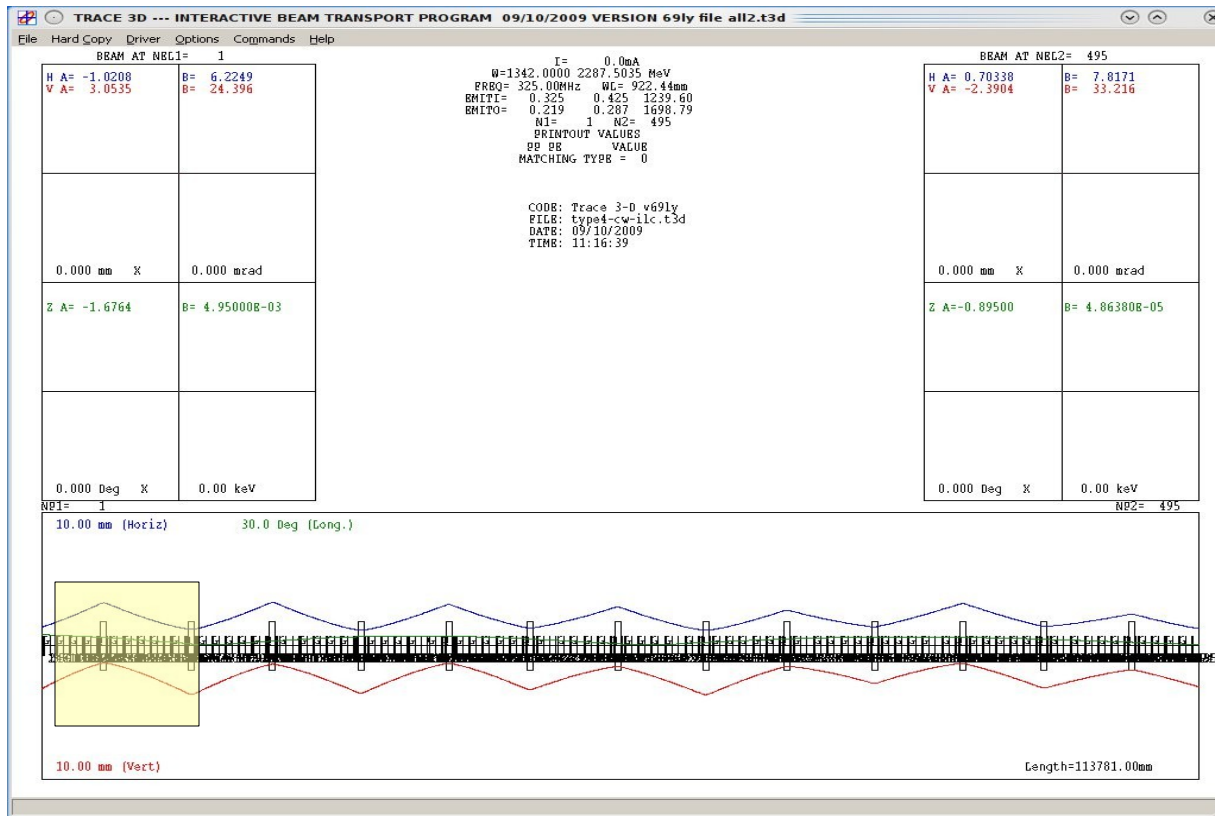 TRACE 3D --- INTERACTIVE BEAM TRANSPORT PROGRAM 09/10/2009 VERSION 69ly file all2.t3d
File Hard Copy Driver Options Commands Help
BEAM AT NEL1= 1
H A= -1.0208 B= 6.2249
V A= 3.0535 B= 24.396
0.000 mm X 0.000 mrad
Z A= -1.6764 B= 4.95000E-03
0.000 Deg X 0.00 keV
NP1= 1
I= 0.0mA
W=1342.0000 2287.5035 MeV
FREQ= 325.00MHz WL= 922.44mm
EMITI= 0.325 0.425 1239.60
EMITO= 0.219 0.287 1698.79
N1= 1 N2= 495
PRINTOUT VALUES
PP PE VALUE
MATCHING TYPE = 0
CODE: Trace 3-D v69ly
FILE: type4-cw-ilc.t3d
DATE: 09/10/2009
TIME: 11:16:39
BEAM AT NEL2= 495
H A= 0.70338 B= 7.8171
V A= -2.3904 B= 33.216
0.000 mm X 0.000 mrad
Z A=-0.89500 B= 4.86380E-05
0.000 Deg X 0.00 keV
NP2= 495
10.00 mm (Horiz) 30.0 Deg (Long.)
10.00 mm (Vert) Length=113781.00mm